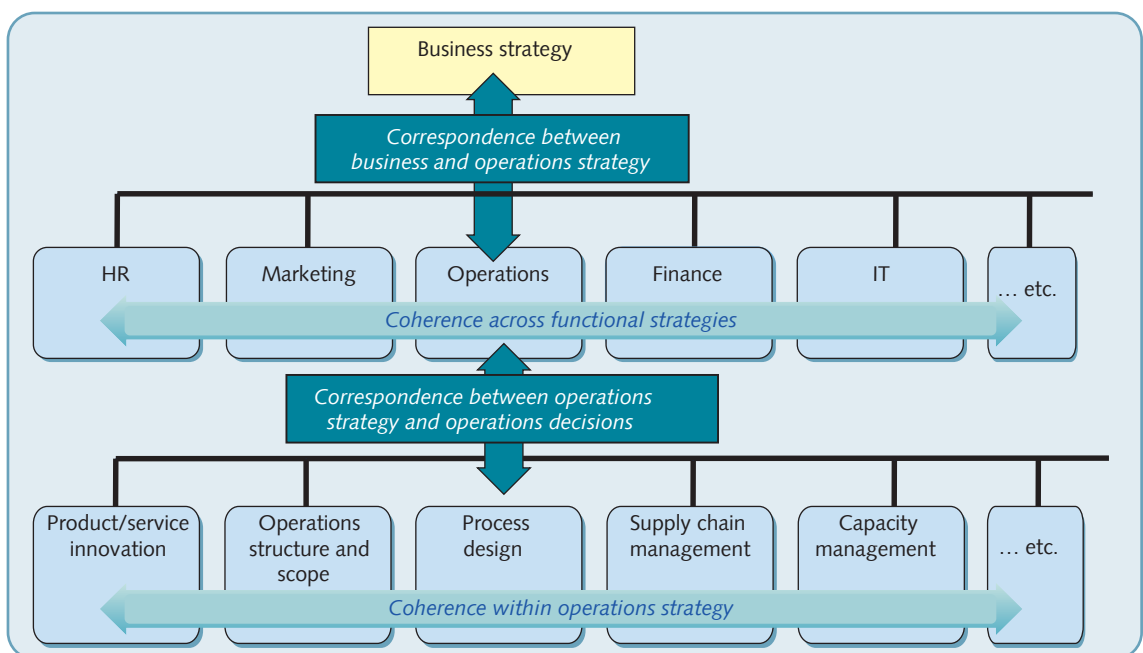 Business strategy
Correspondence between
business and operations strategy
HR
Marketing
Operations
Finance
IT
… etc.
Coherence across functional strategies
Correspondence between operations
strategy and operations decisions
Product/service
innovation
Operations
structure and
scope
Process
design
Supply chain
management
Capacity
management
… etc.
Coherence within operations strategy